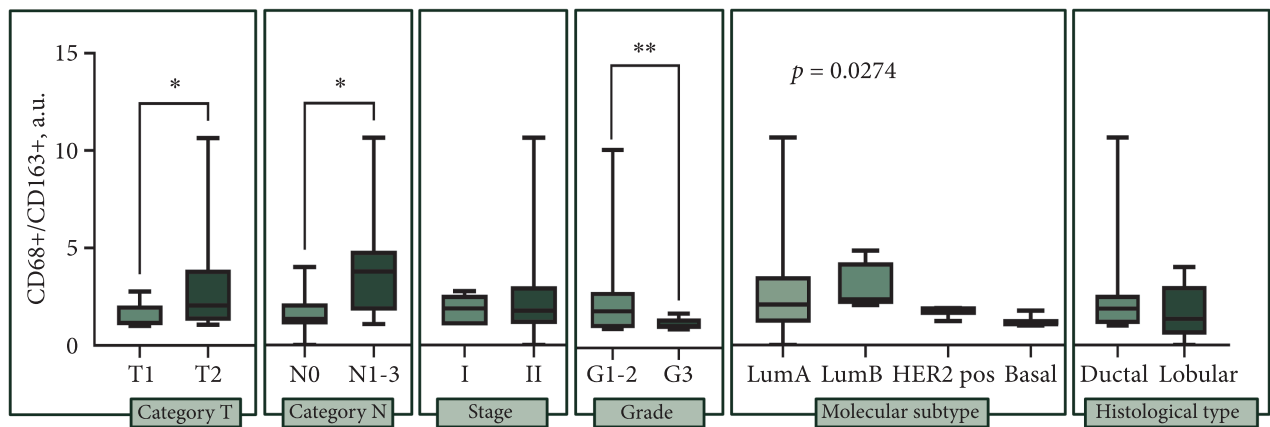 CD68+/CD163+, a.u.
15
10
5
0
*
T1 T2
Category T
*
N0 N1-3
Category N
I II
Stage
**
G1-2 G3
Grade
p = 0.0274
LumA LumB HER2 pos Basal
Molecular subtype
Ductal Lobular
Histological type